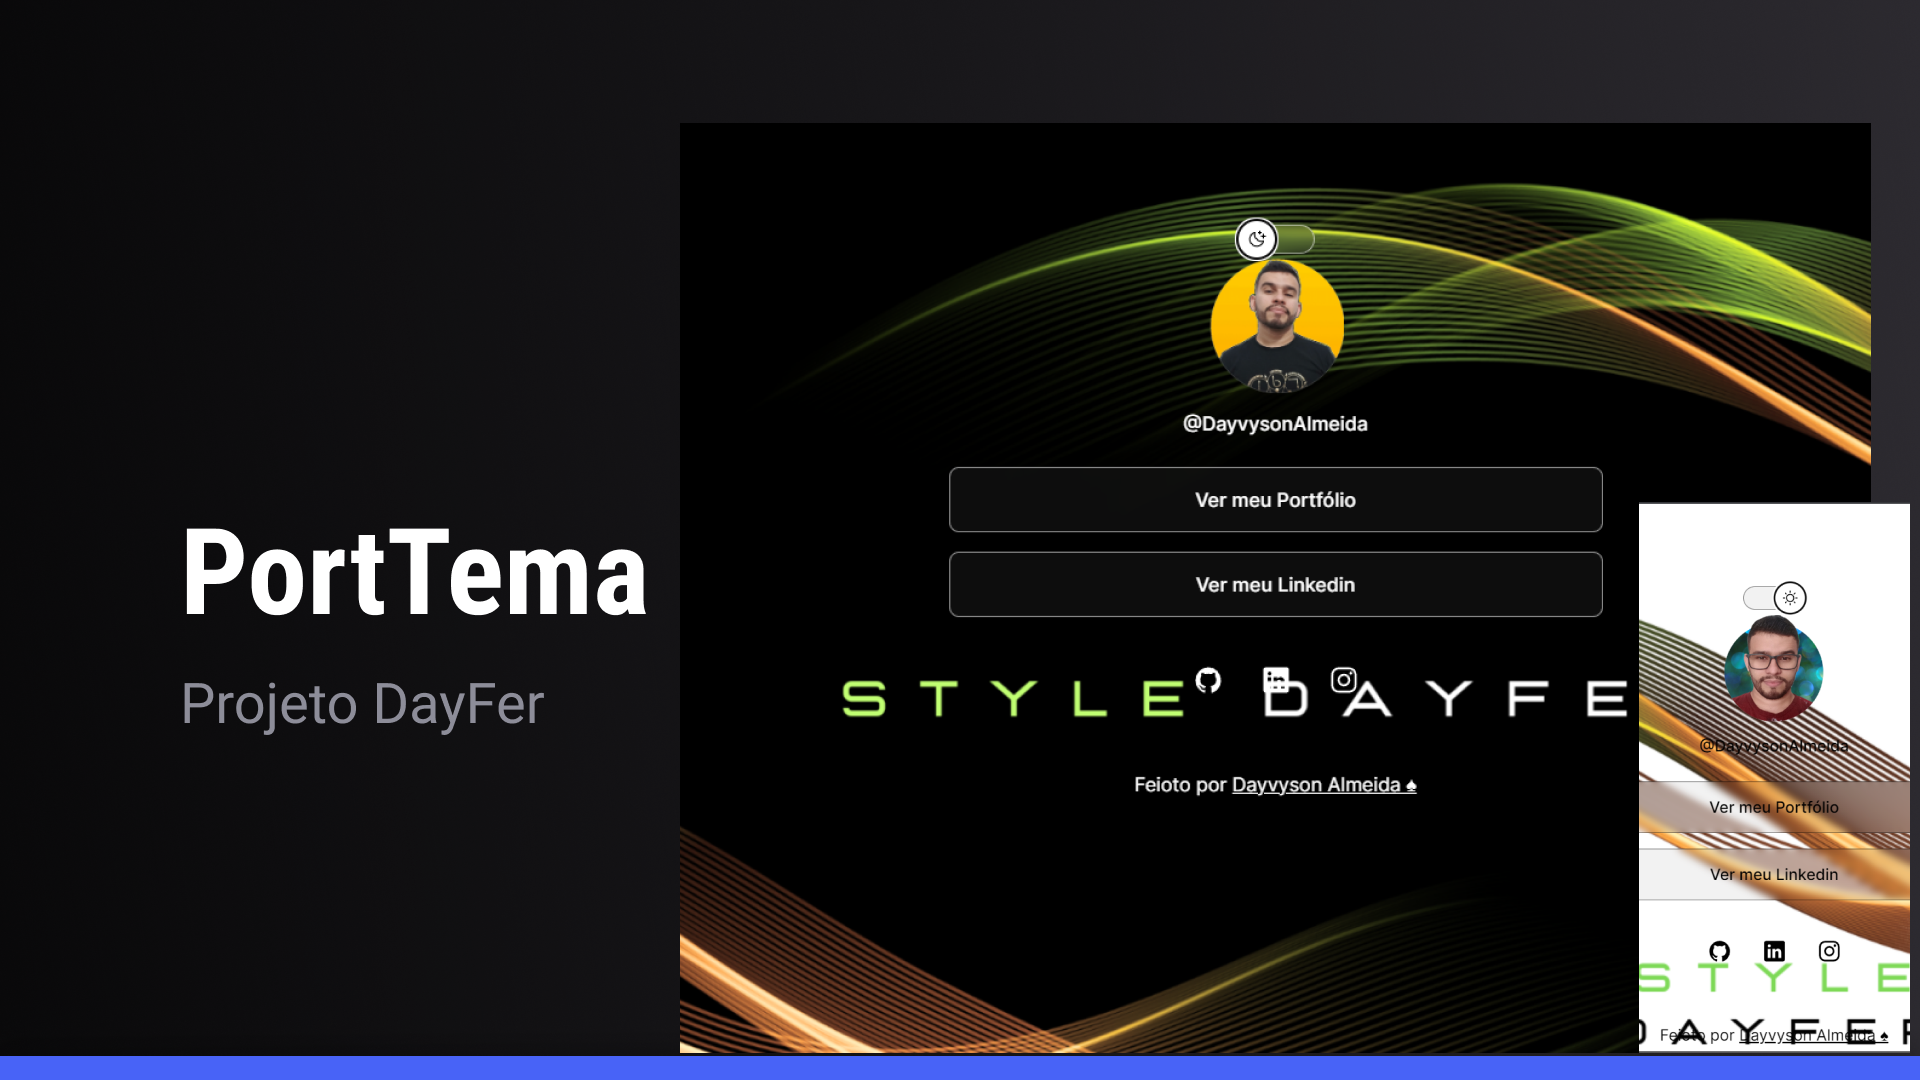 PortTema
Projeto DayFer
@DayvysonAlmeida
Ver meu Portfólio
Ver meu Linkedin
STYLE DAYFE
Feioto por Dayvyson Almeida ♠
@DayvysonAlmeida
Ver meu Portfólio
Ver meu Linkedin
STYLE
DAYFER
Feioto por Dayvyson Almeida ♠